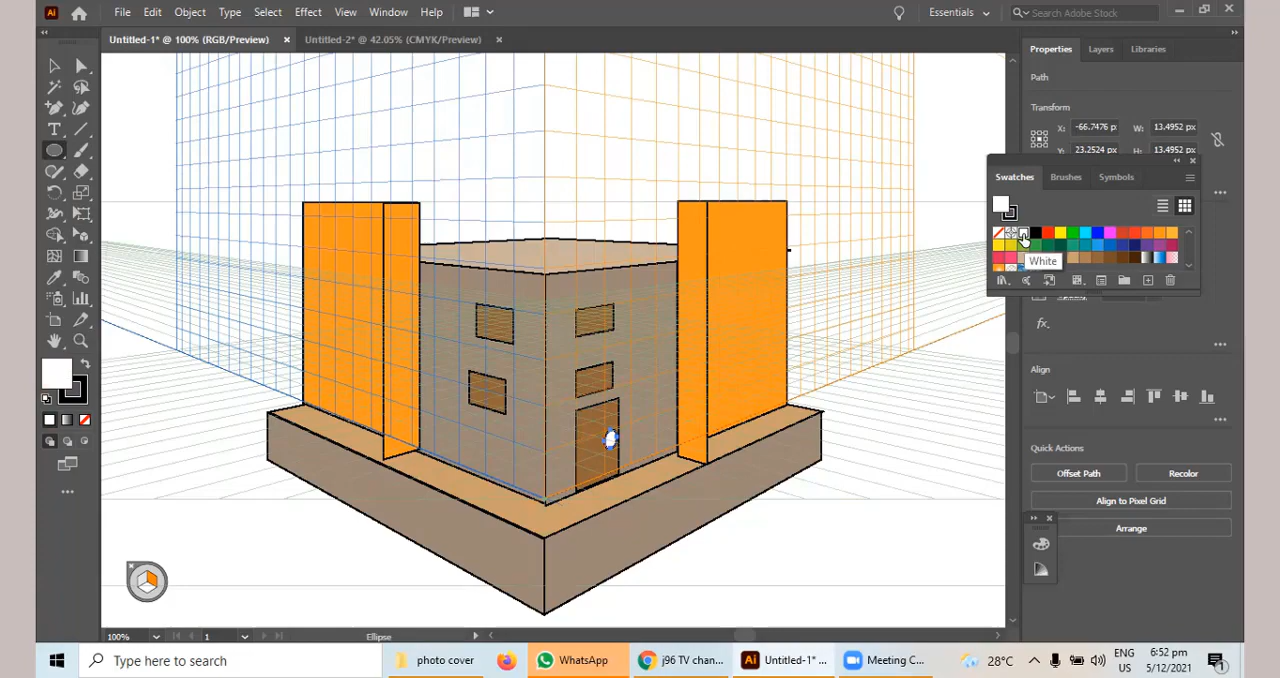 Ai File Edit Object Type Select Effect View Window Help Essentials Search Adobe Stock
Untitled-1* @ 100% (RGB/Preview) × Untitled-2* @ 42.05% (CMYK/Preview) ×
Properties Layers Libraries
Path
Transform
X: -66.7476 p W: 13.4952 px
Y: 23.2524 px H: 13.4952 px
Swatches Brushes Symbols
White
fx
Align
Quick Actions
Offset Path Recolor
Align to Pixel Grid
Arrange
100% 1 Ellipse
Type here to search photo cover WhatsApp j96 TV chan... Ai Untitled-1* ... Meeting C... 28°C ENG US 6:52 pm 5/12/2021 1